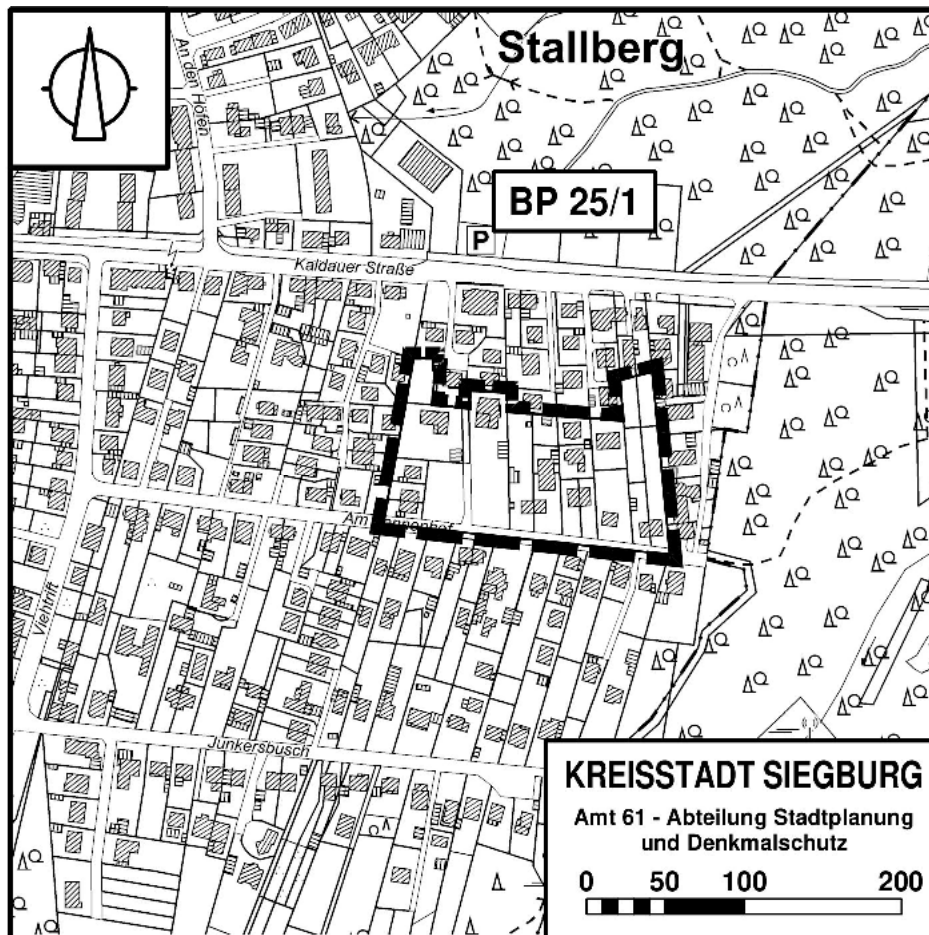 An den Höfen
Stallberg
BP 25/1
P
Kaldauer Straße
Viehtrift
Junkersbusch
KREISSTADT SIEGBURG
Amt 61 - Abteilung Stadtplanung
und Denkmalschutz
0 50 100 200